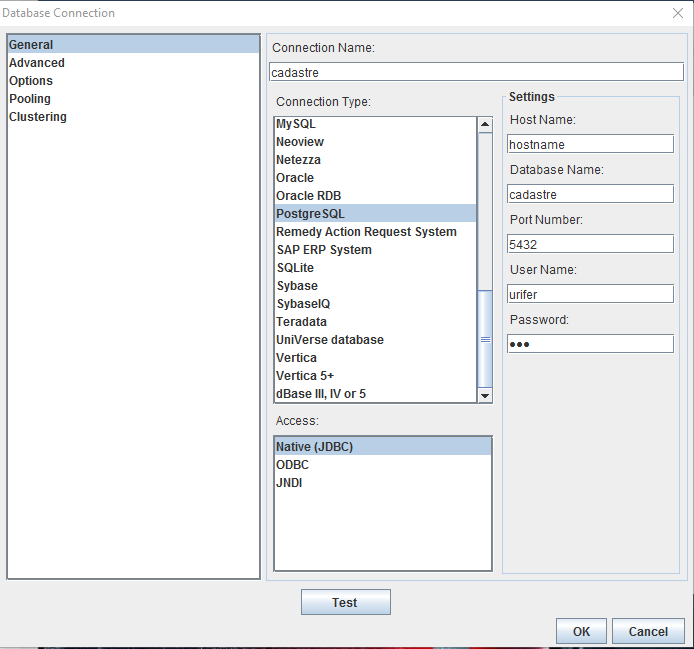 Database Connection
General
Advanced
Options
Pooling
Clustering
Connection Name:
cadastre
Connection Type:
MySQL
Neoview
Netezza
Oracle
Oracle RDB
PostgreSQL
Remedy Action Request System
SAP ERP System
SQLite
Sybase
SybaseIQ
Teradata
UniVerse database
Vertica
Vertica 5+
dBase III, IV or 5
Access:
Native (JDBC)
ODBC
JNDI
Settings
Host Name:
hostname
Database Name:
cadastre
Port Number:
5432
User Name:
urifer
Password:
●●●
Test
OK
Cancel